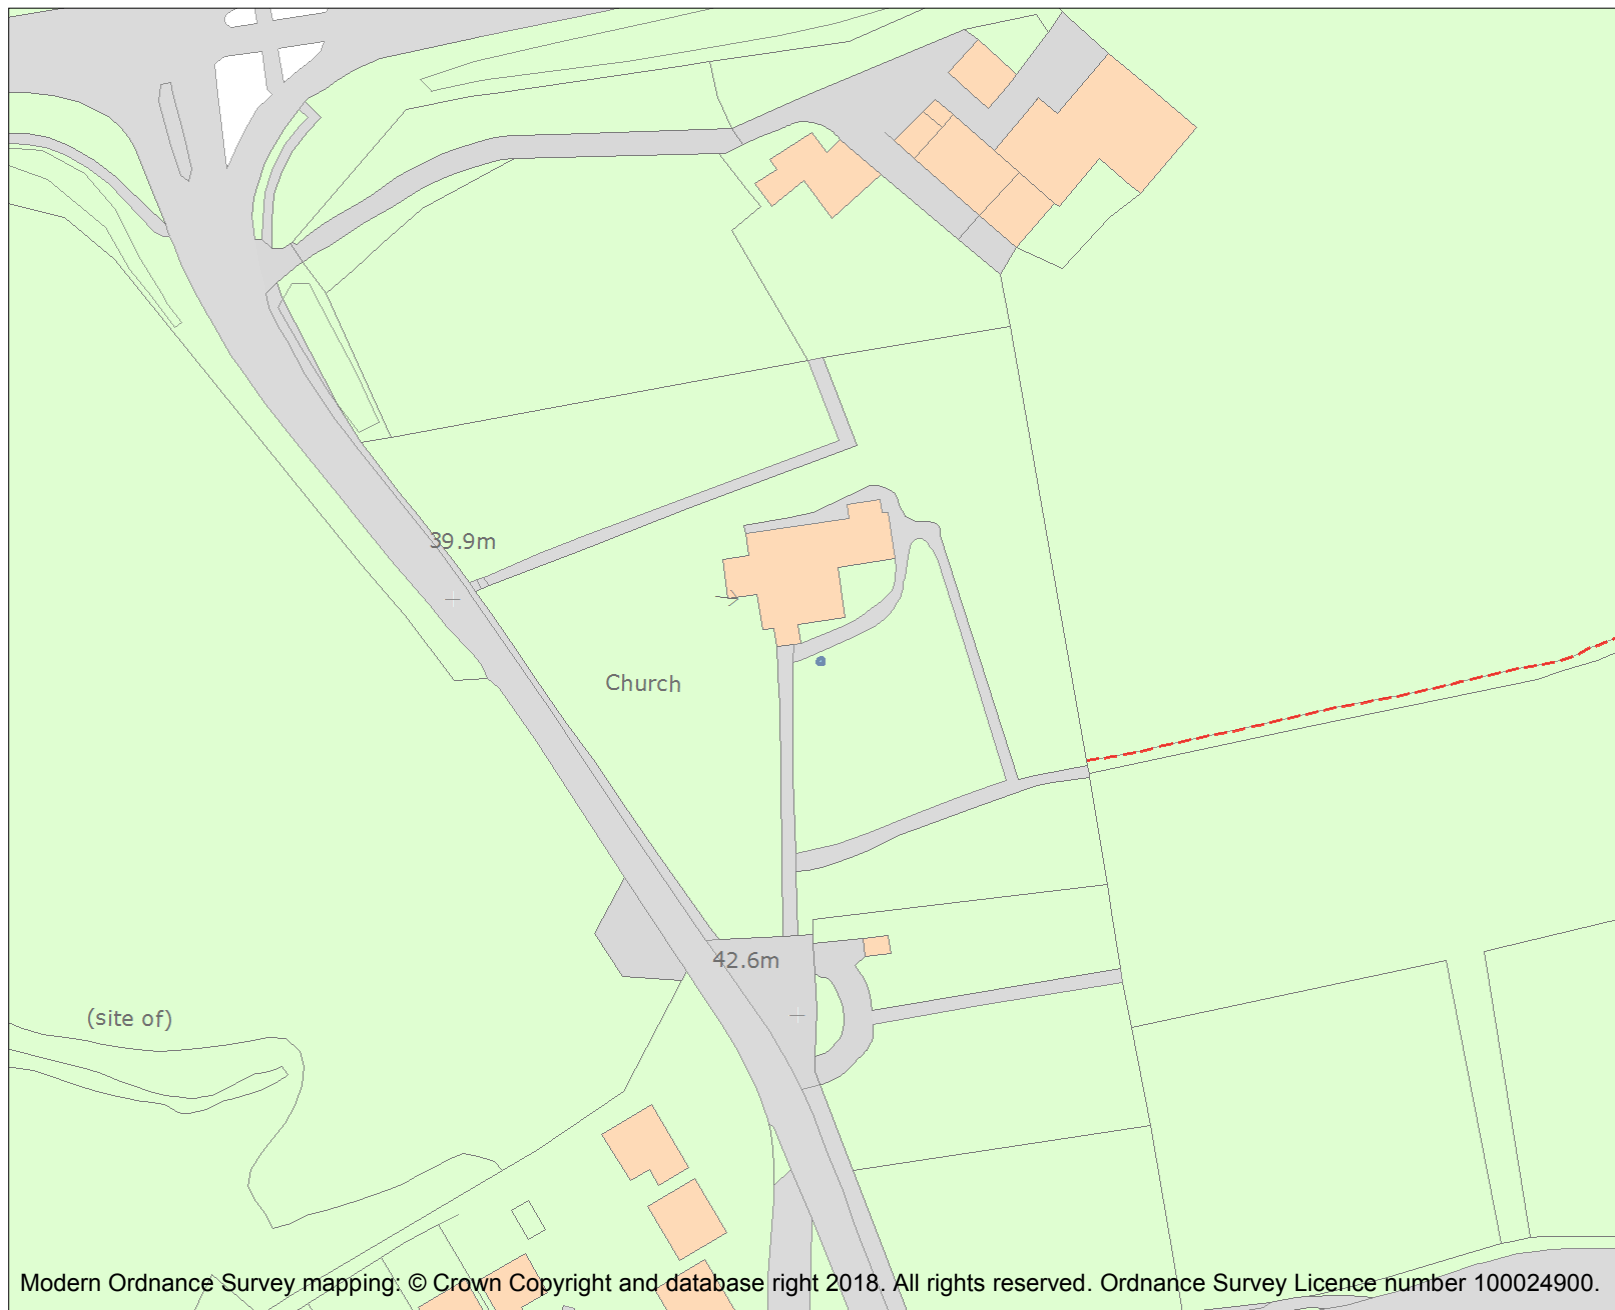 39.9m
Church
42.6m
(site of)
Modern Ordnance Survey mapping: © Crown Copyright and database right 2018. All rights reserved. Ordnance Survey Licence number 100024900.